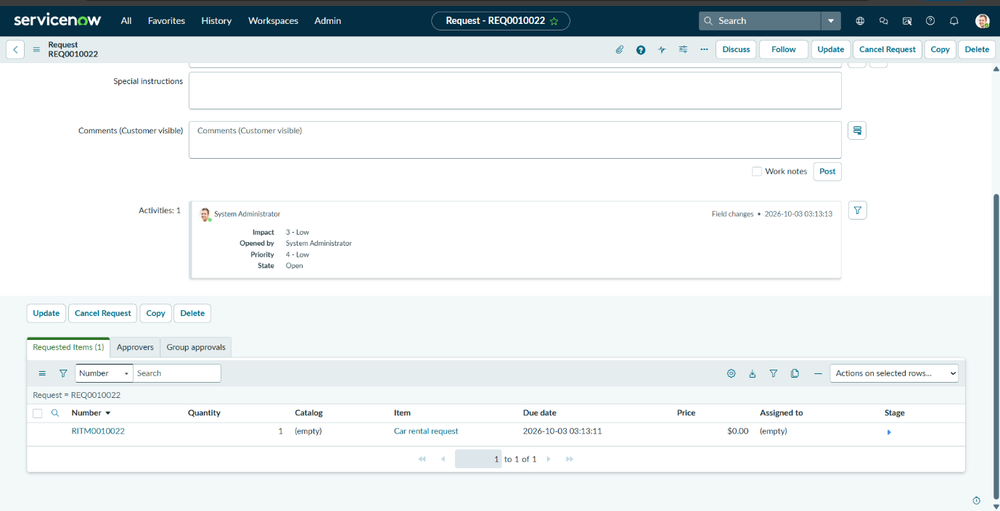 servicenow All Favorites History Workspaces Admin Request - REQ0010022 Search
Request
REQ0010022
Discuss Follow Update Cancel Request Copy Delete
Special instructions
Comments (Customer visible) Comments (Customer visible)
Work notes Post
Activities: 1 System Administrator Field changes • 2026-10-03 03:13:13
Impact 3 - Low
Opened by System Administrator
Priority 4 - Low
State Open
Update Cancel Request Copy Delete
Requested Items (1) Approvers Group approvals
Number Search Actions on selected rows...
Request = REQ0010022
Number Quantity Catalog Item Due date Price Assigned to Stage
RITM0010022 1 (empty) Car rental request 2026-10-03 03:13:11 $0.00 (empty)
1 to 1 of 1